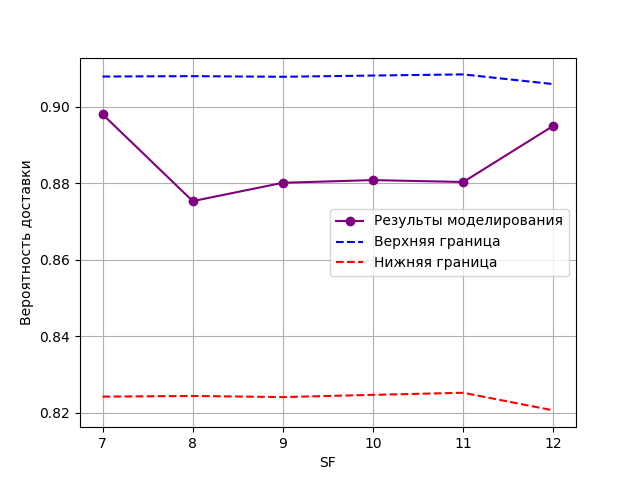 0.90
0.88
0.86
0.84
0.82
Вероятность доставки
Результы моделирования
Верхняя граница
Нижняя граница
7 8 9 10 11 12
SF